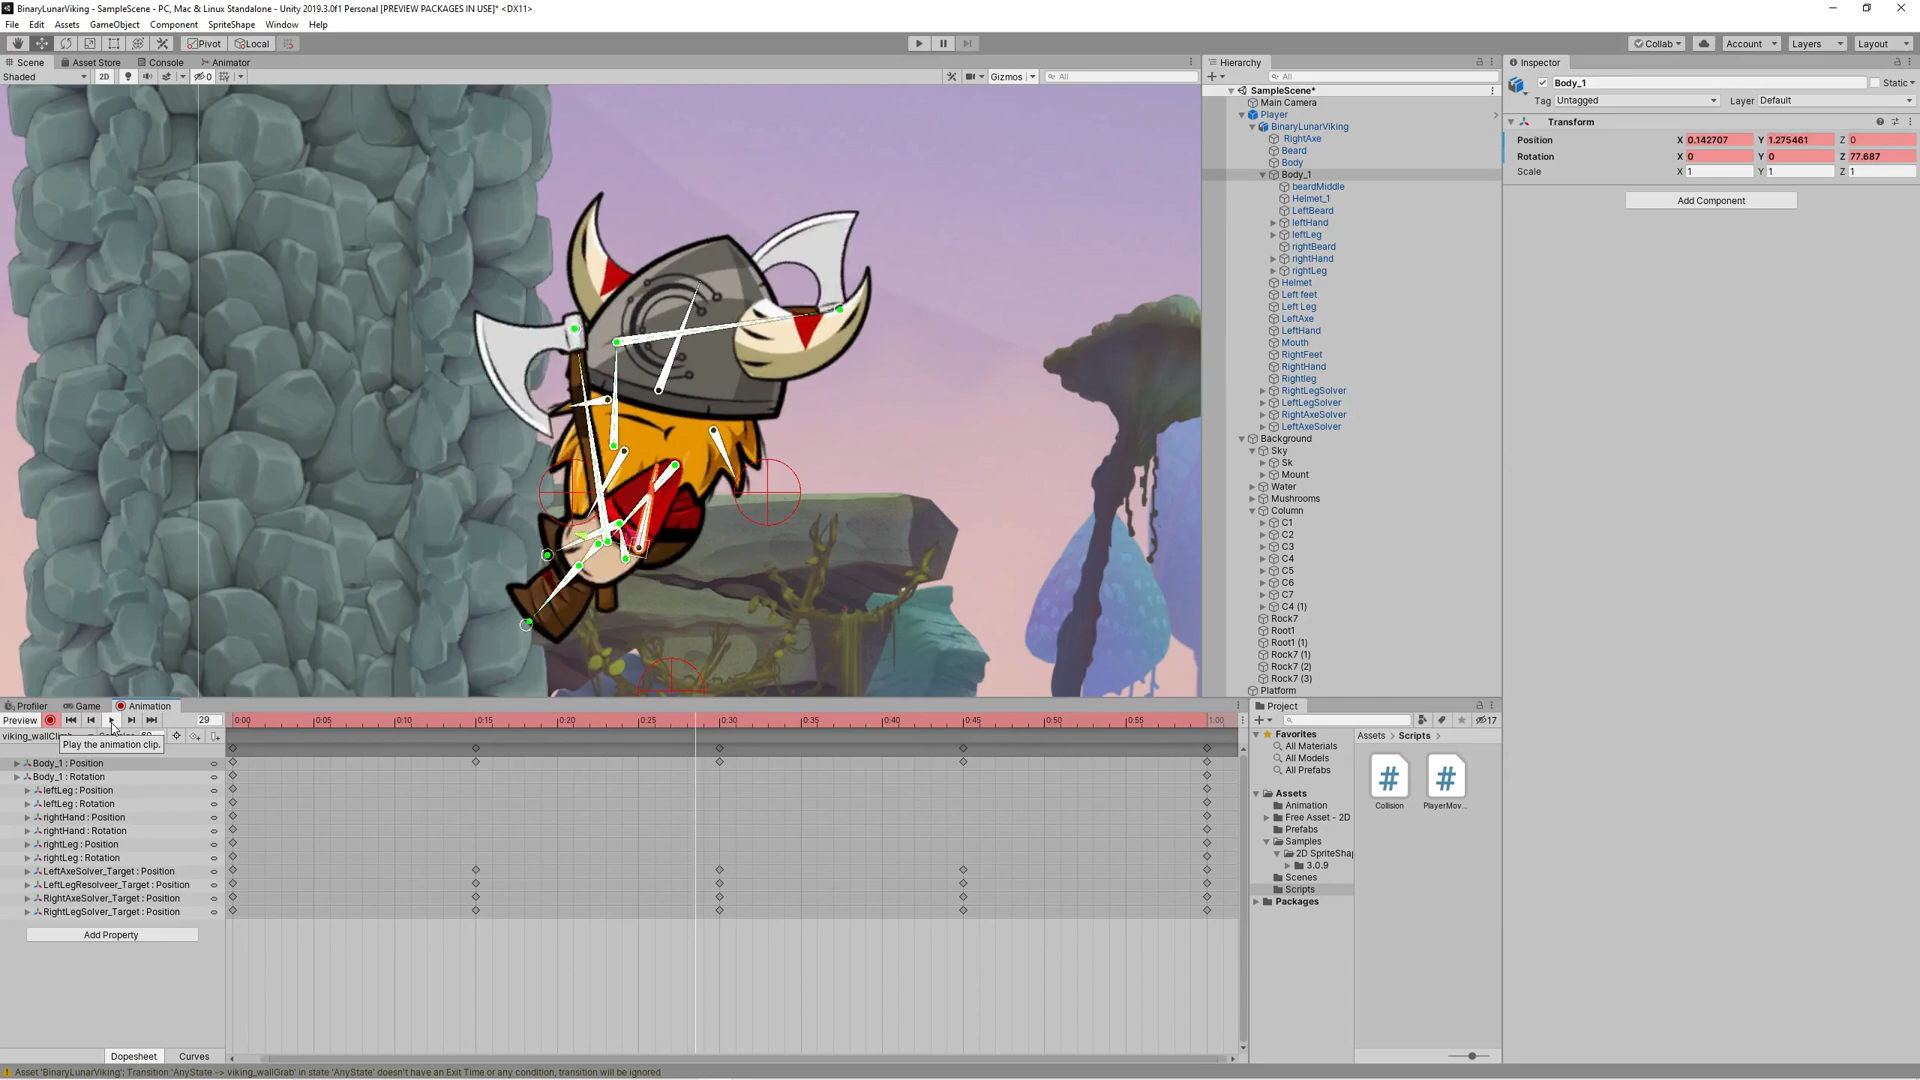 BinaryLunarViking - SampleScene - PC, Mac & Linux Standalone - Unity 2019.3.0f1 Personal [PREVIEW PACKAGES IN USE]* <DX11>
File Edit Assets GameObject Component SpriteShape Window Help
Pivot Local Collab Account Layers Layout
Scene Asset Store Console Animator
Shaded 2D 0 Gizmos All
Hierarchy
All
SampleScene*
Main Camera
Player
BinaryLunarViking
RightAxe
Beard
Body
Body_1
beardMiddle
Helmet_1
LeftBeard
leftHand
leftLeg
rightBeard
rightHand
rightLeg
Helmet
Left feet
Left Leg
LeftAxe
LeftHand
Mouth
RightFeet
RightHand
Rightleg
RightLegSolver
LeftLegSolver
RightAxeSolver
LeftAxeSolver
Background
Sky
Sk
Mount
Water
Mushrooms
Column
C1
C2
C3
C4
C5
C6
C7
C4 (1)
Rock7
Root1
Root1 (1)
Rock7 (1)
Rock7 (2)
Rock7 (3)
Platform
Inspector
Body_1 Static
Tag Untagged Layer Default
Transform
Position X 0.142707 Y 1.275461 Z 0
Rotation X 0 Y 0 Z 77.687
Scale X 1 Y 1 Z 1
Add Component
Profiler Game Animation
Preview 29 0:00 0:05 0:10 0:15 0:20 0:25 0:30 0:35 0:40 0:45 0:50 0:55 1:00
Play the animation clip.
Body_1 : Position
Body_1 : Rotation
leftLeg : Position
leftLeg : Rotation
rightHand : Position
rightHand : Rotation
rightLeg : Position
rightLeg : Rotation
LeftAxeSolver_Target : Position
LeftLegResolveer_Target : Position
RightAxeSolver_Target : Position
RightLegSolver_Target : Position
Add Property
Dopesheet Curves
Project
17
Favorites
All Materials
All Models
All Prefabs
Assets
Animation
Free Asset - 2D
Prefabs
Samples
2D SpriteShap
3.0.9
Scenes
Scripts
Packages
Assets Scripts
Collision PlayerMov...
Asset 'BinaryLunarViking': Transition 'AnyState -> viking_wallGrab' in state 'AnyState' doesn't have an Exit Time or any condition, transition will be ignored